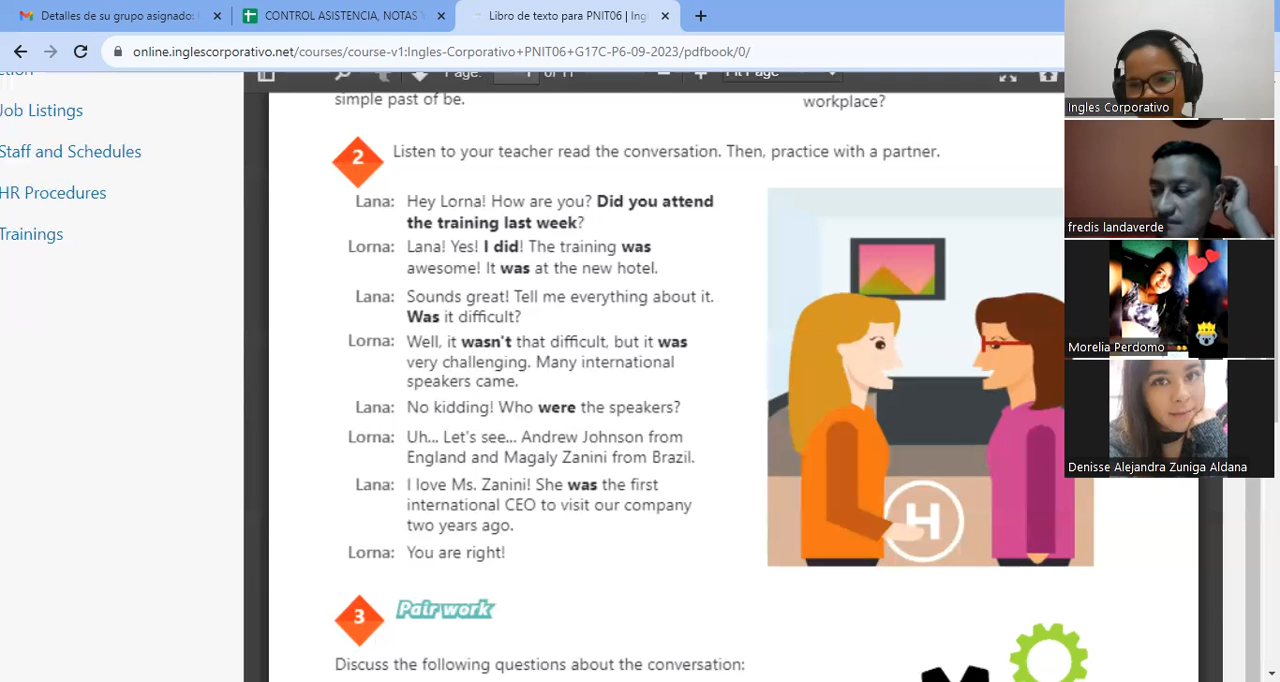 Detalles de su grupo asignado:
CONTROL ASISTENCIA, NOTAS Y
Libro de texto para PNIT06 | Ing
online.inglescorporativo.net/courses/course-v1:Ingles-Corporativo+PNIT06+G17C-P6-09-2023/pdfbook/0/
Job Listings
Staff and Schedules
HR Procedures
Trainings
Page:
simple past of be.
workplace?
2
Listen to your teacher read the conversation. Then, practice with a partner.
Lana: Hey Lorna! How are you? Did you attend
the training last week?
Lorna: Lana! Yes! I did! The training was
awesome! It was at the new hotel.
Lana: Sounds great! Tell me everything about it.
Was it difficult?
Lorna: Well, it wasn't that difficult, but it was
very challenging. Many international
speakers came.
Lana: No kidding! Who were the speakers?
Lorna: Uh... Let's see... Andrew Johnson from
England and Magaly Zanini from Brazil.
Lana: I love Ms. Zanini! She was the first
international CEO to visit our company
two years ago.
Lorna: You are right!
H
3
Pair work
Discuss the following questions about the conversation:
Ingles Corporativo
fredis landaverde
Morelia Perdomo
Denisse Alejandra Zuniga Aldana